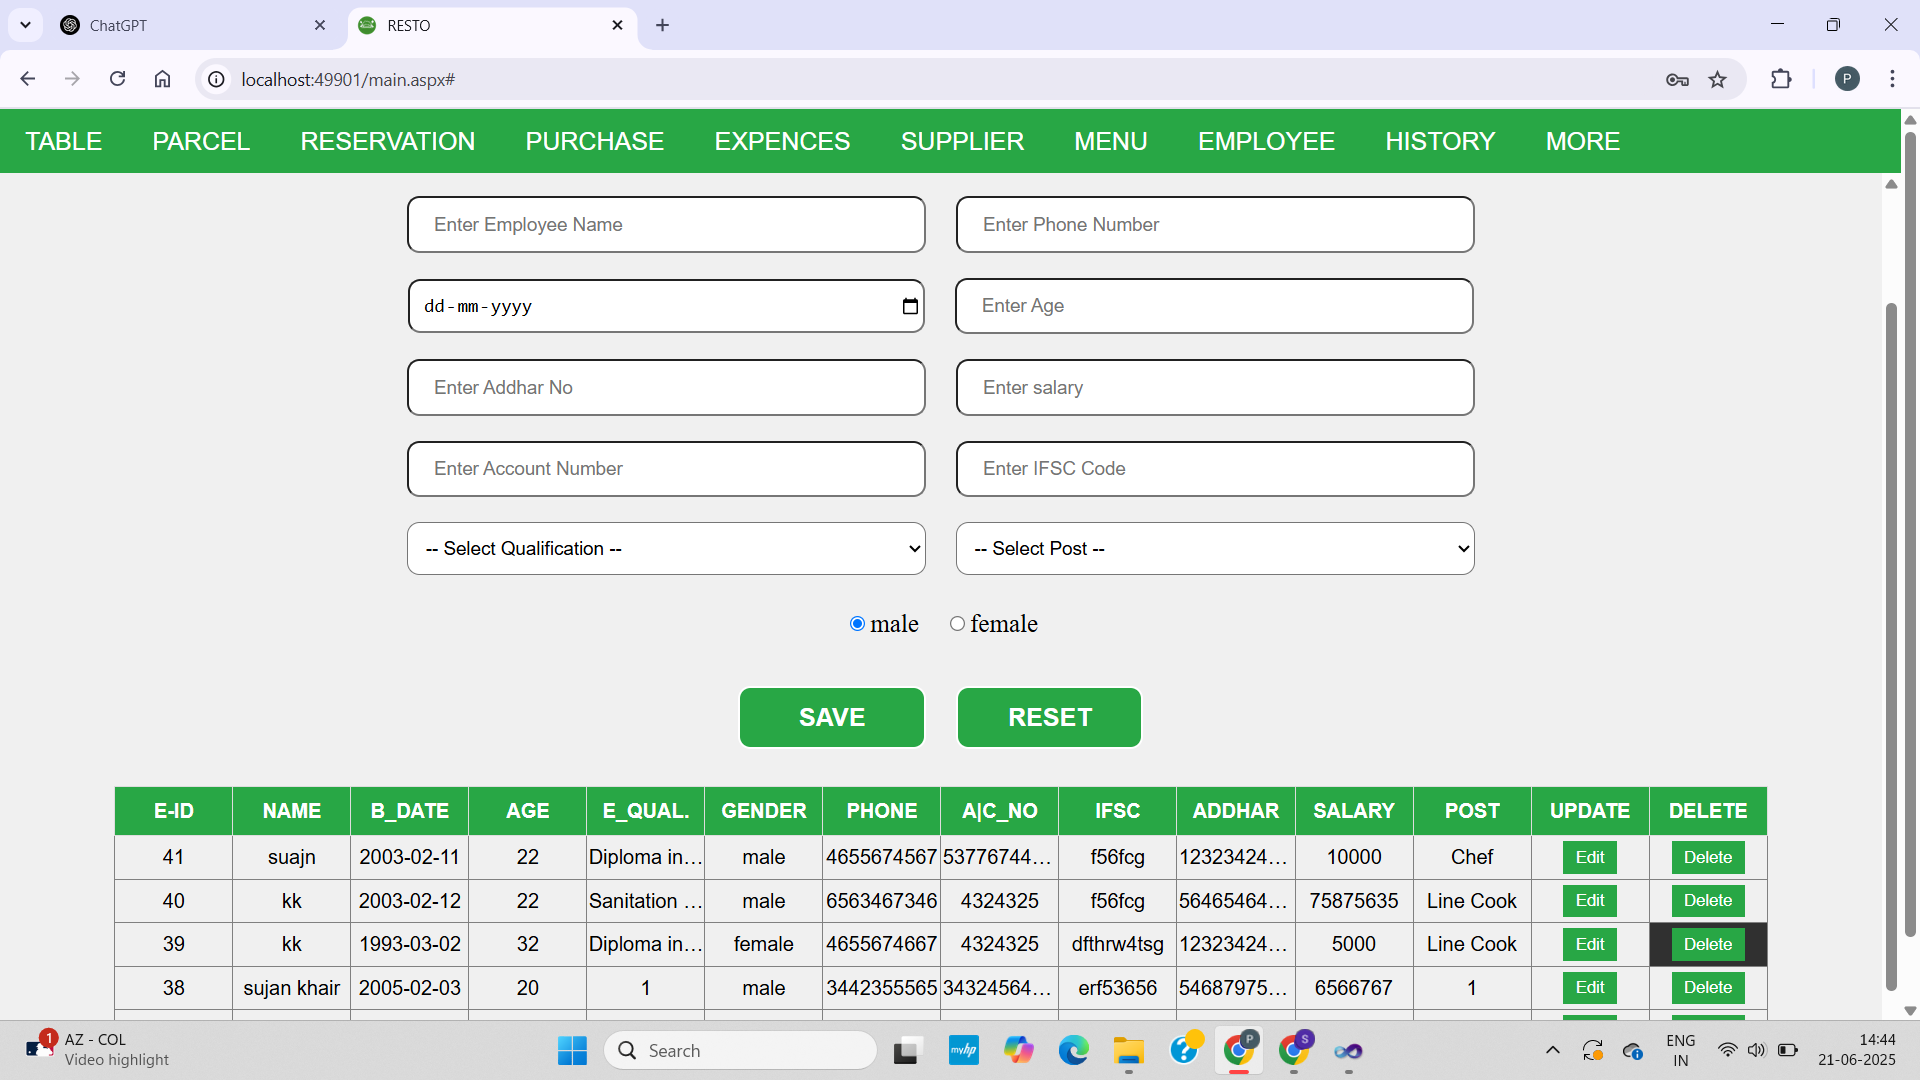 ChatGPT
RESTO
localhost:49901/main.aspx#
P
TABLE PARCEL RESERVATION PURCHASE EXPENCES SUPPLIER MENU EMPLOYEE HISTORY MORE
Enter Employee Name Enter Phone Number
dd-mm-yyyy Enter Age
Enter Addhar No Enter salary
Enter Account Number Enter IFSC Code
-- Select Qualification -- -- Select Post --
male female
SAVE RESET
E-ID NAME B_DATE AGE E_QUAL. GENDER PHONE A|C_NO IFSC ADDHAR SALARY POST UPDATE DELETE
41 suajn 2003-02-11 22 Diploma in... male 4655674567 53776744... f56fcg 12323424... 10000 Chef Edit Delete
40 kk 2003-02-12 22 Sanitation ... male 6563467346 4324325 f56fcg 56465464... 75875635 Line Cook Edit Delete
39 kk 1993-03-02 32 Diploma in... female 4655674667 4324325 dfthrw4tsg 12323424... 5000 Line Cook Edit Delete
38 sujan khair 2005-02-03 20 1 male 3442355565 34324564... erf53656 54687975... 6566767 1 Edit Delete
1 AZ - COL
Video highlight
Search
myhp
P
S
ENG
IN
14:44
21-06-2025